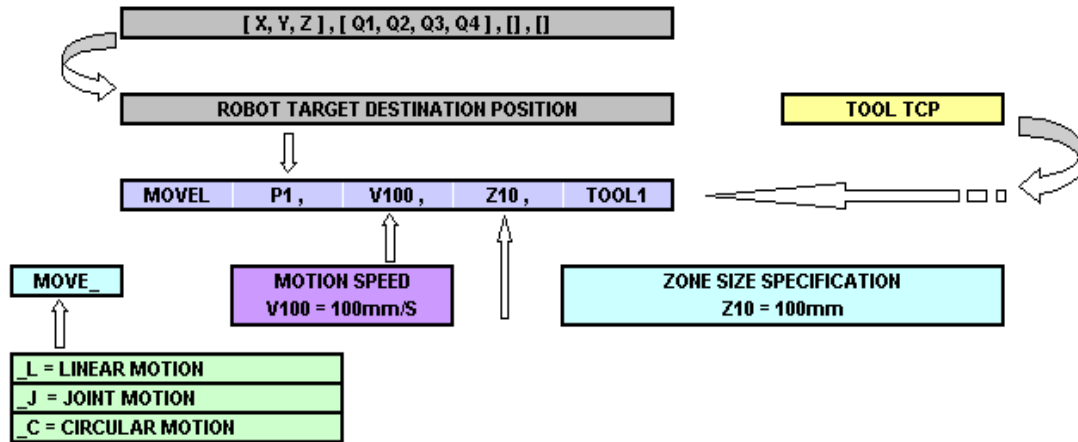 [ X, Y, Z ] , [ Q1, Q2, Q3, Q4 ] , [] , []
ROBOT TARGET DESTINATION POSITION
TOOL TCP
MOVEL P1 , V100, Z10 , TOOL1
MOVE_
MOTION SPEED
V100 = 100mm/S
ZONE SIZE SPECIFICATION
Z10 = 100mm
_L = LINEAR MOTION
_J = JOINT MOTION
_C = CIRCULAR MOTION